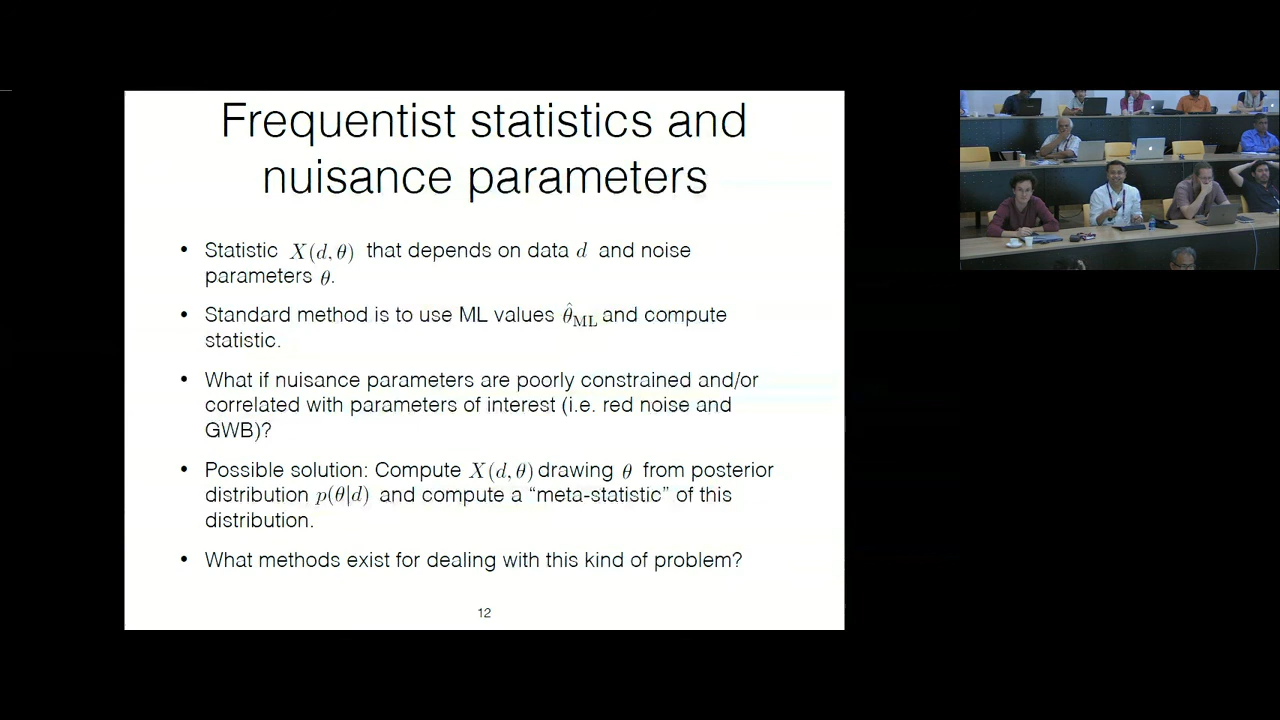 Frequentist statistics and
nuisance parameters
• Statistic X(d, θ) that depends on data d and noise
parameters θ.
• Standard method is to use ML values θ̂_ML and compute
statistic.
• What if nuisance parameters are poorly constrained and/or
correlated with parameters of interest (i.e. red noise and
GWB)?
• Possible solution: Compute X(d, θ) drawing θ from posterior
distribution p(θ|d) and compute a “meta-statistic” of this
distribution.
• What methods exist for dealing with this kind of problem?
12